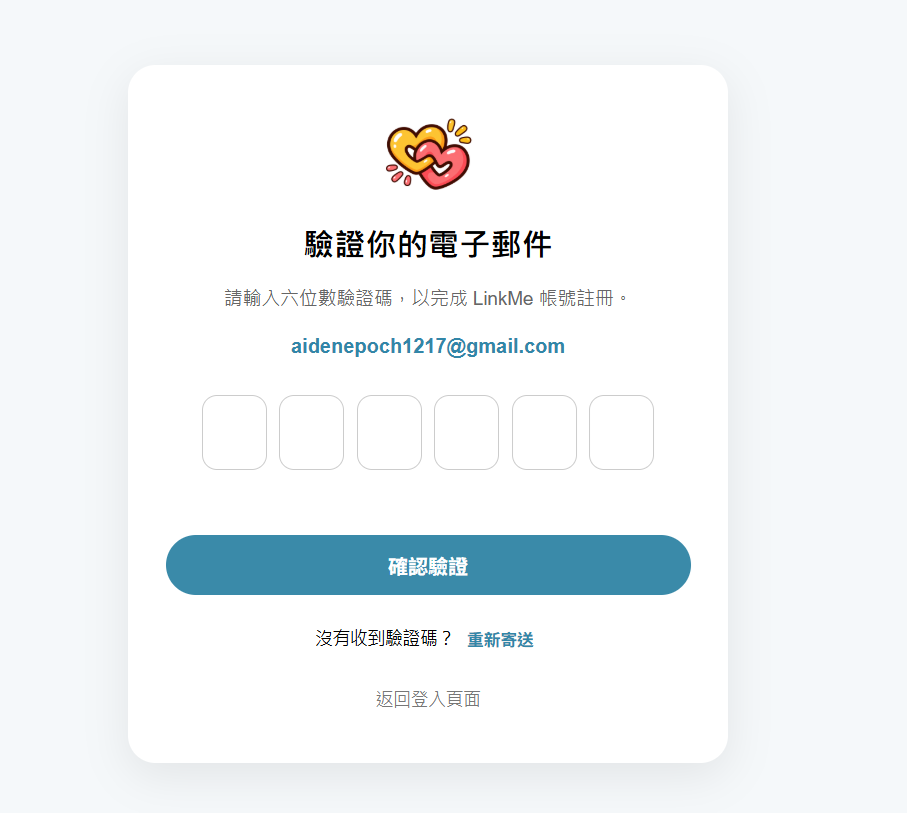 驗證你的電子郵件
請輸入六位數驗證碼，以完成 LinkMe 帳號註冊。
aidenepoch1217@gmail.com
確認驗證
沒有收到驗證碼？ 重新寄送
返回登入頁面